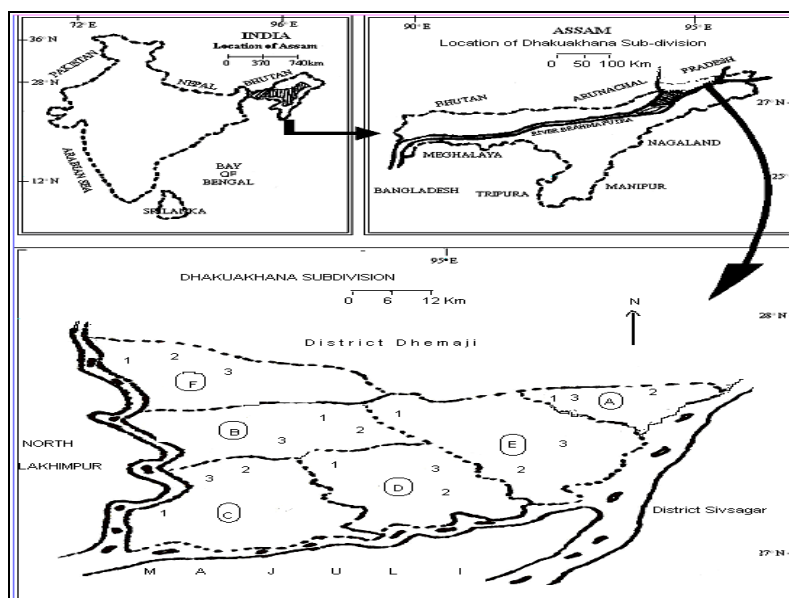 72° E
96° E
36° N
INDIA
Location of Assam
0 370 740km
PAKISTAN
NEPAL
BHUTAN
28° N
ARABIAN SEA
BAY
OF
BENGAL
12° N
SRILANKA
90° E
ASSAM
95° E
Location of Dhakuakhana Sub-division
0 50 100 Km
PRADESH
ARUNACHAL
BHUTAN
27° N
RIVER BRAHMAPUTRA
NAGALAND
MEGHALAYA
25°
BANGLADESH
TRIPURA
MANIPUR
95° E
DHAKUAKHANA SUBDIVISION
0 6 12 Km
N
28° N
District Dhemaji
1 2 3
F
1 3 2
A
1 2 3
B
1 3 2
E
NORTH
LAKHIMPUR
3 2 1
C
1 3 2
D
District Sivsagar
17° N
M A J U L I